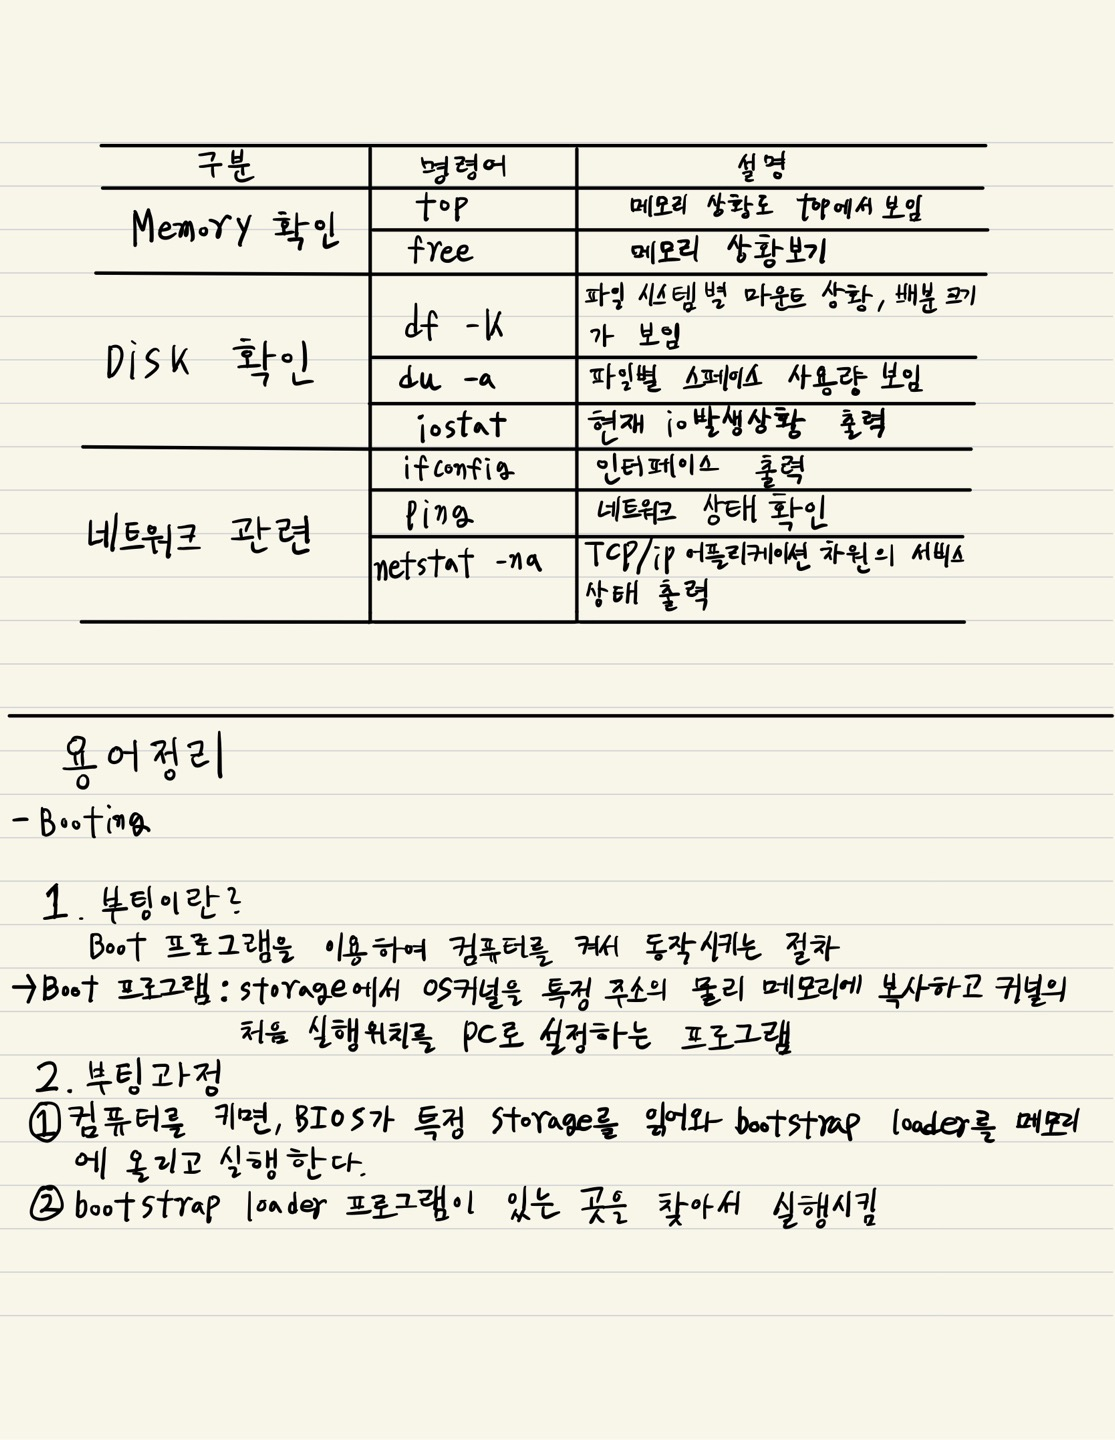 구분 명령어 설명
Memory 확인 top 메모리 상황도 top에서 보임
free 메모리 상황보기
Disk 확인 df -k 파일 시스템별 마운트 상황, 배분 크기
가 보임
du -a 파일별 스페이스 사용량 보임
iostat 현재 io발생상황 출력
네트워크 관련 ifconfig 인터페이스 출력
ping 네트워크 상태 확인
netstat -na TCP/ip 어플리케이션 차원의 서비스
상태 출력
용어정리
- Booting
1. 부팅이란?
Boot 프로그램을 이용하여 컴퓨터를 켜서 동작시키는 절차
→ Boot 프로그램 : storage에서 OS커널을 특정 주소의 물리 메모리에 복사하고 커널의
처음 실행위치를 PC로 설정하는 프로그램
2. 부팅과정
① 컴퓨터를 키면, BIOS가 특정 storage를 읽어와 bootstrap loader를 메모리
에 올리고 실행한다.
② bootstrap loader 프로그램이 있는 곳을 찾아서 실행시킴